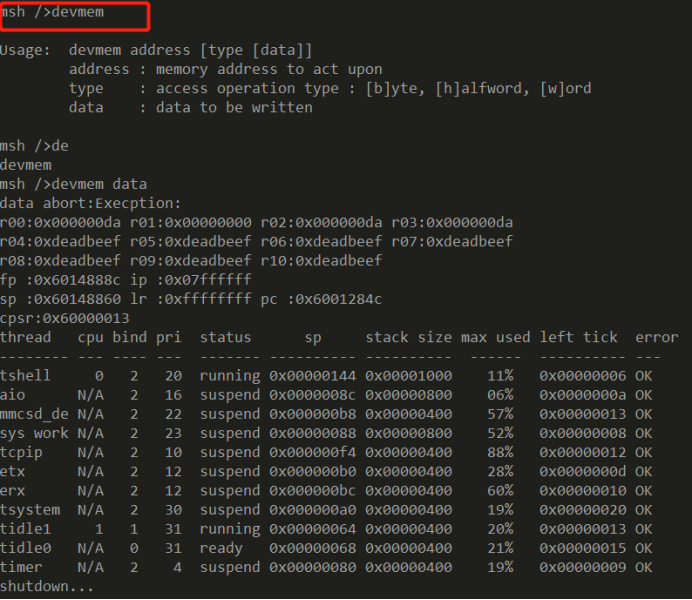 msh />devmem
Usage:  devmem address [type [data]]
        address : memory address to act upon
        type    : access operation type : [b]yte, [h]alfword, [w]ord
        data    : data to be written
msh />de
devmem
msh />devmem data
data abort:Execption:
r00:0x000000da r01:0x00000000 r02:0x000000da r03:0x000000da
r04:0xdeadbeef r05:0xdeadbeef r06:0xdeadbeef r07:0xdeadbeef
r08:0xdeadbeef r09:0xdeadbeef r10:0xdeadbeef
fp :0x6014888c ip :0x07ffffff
sp :0x60148860 lr :0xffffffff pc :0x6001284c
cpsr:0x60000013
thread   cpu bind pri  status      sp     stack size max used left tick  error
-------- --- ---- ---  ------- ---------- ----------  ------  ---------- ---
tshell     0   2   20  running 0x00000144 0x00001000    11%   0x00000006 OK
aio      N/A   2   16  suspend 0x0000008c 0x00000800    06%   0x0000000a OK
mmcsd_de N/A   2   22  suspend 0x000000b8 0x00000400    57%   0x00000013 OK
sys work N/A   2   23  suspend 0x00000088 0x00000800    52%   0x00000008 OK
tcpip    N/A   2   10  suspend 0x000000f4 0x00000400    88%   0x00000012 OK
etx      N/A   2   12  suspend 0x000000b0 0x00000400    28%   0x0000000d OK
erx      N/A   2   12  suspend 0x000000bc 0x00000400    60%   0x00000010 OK
tsystem  N/A   2   30  suspend 0x000000a0 0x00000400    19%   0x00000020 OK
tidle1     1   1   31  running 0x00000064 0x00000400    20%   0x00000013 OK
tidle0   N/A   0   31  ready   0x00000068 0x00000400    21%   0x00000015 OK
timer    N/A   2    4  suspend 0x00000080 0x00000400    19%   0x00000009 OK
shutdown...